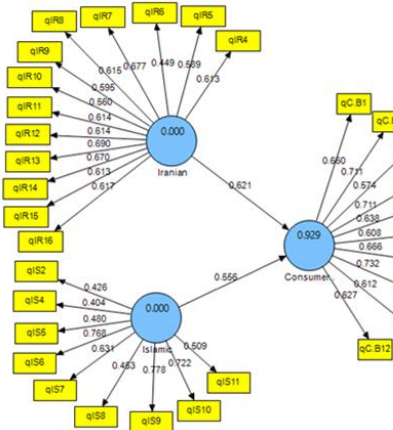 qIR6
qIR7
qIR5
qIR8
qIR4
qIR9
qIR10
qIR11
qIR12
qIR13
qIR14
qIR15
qIR16
0.615
0.677
0.449
0.589
0.613
0.595
0.560
0.614
0.614
0.690
0.670
0.613
0.617
0.000
Iranian
0.621
qC.B1
0.660
0.711
0.574
0.711
0.638
0.608
0.666
0.732
0.612
0.627
0.929
Consumer
qC.B12
0.556
qIS2
qIS4
qIS5
qIS6
qIS7
qIS8
qIS9
qIS10
qIS11
0.426
0.404
0.480
0.768
0.631
0.778
0.722
0.509
0.000
Islamic